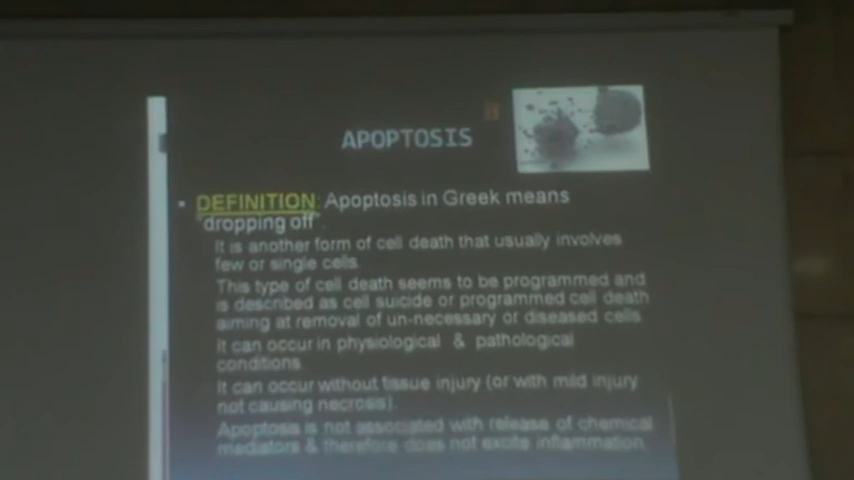 APOPTOSIS
• DEFINITION: Apoptosis in Greek means
"dropping off".
It is another form of cell death that usually involves
few or single cells.
This type of cell death seems to be programmed and
is described as cell suicide or programmed cell death
aiming at removal of un-necessary or diseased cells.
It can occur in physiological & pathological
conditions.
It can occur without tissue injury (or with mild injury
not causing necrosis).
Apoptosis is not associated with release of chemical
mediators & therefore does not excite inflammation.